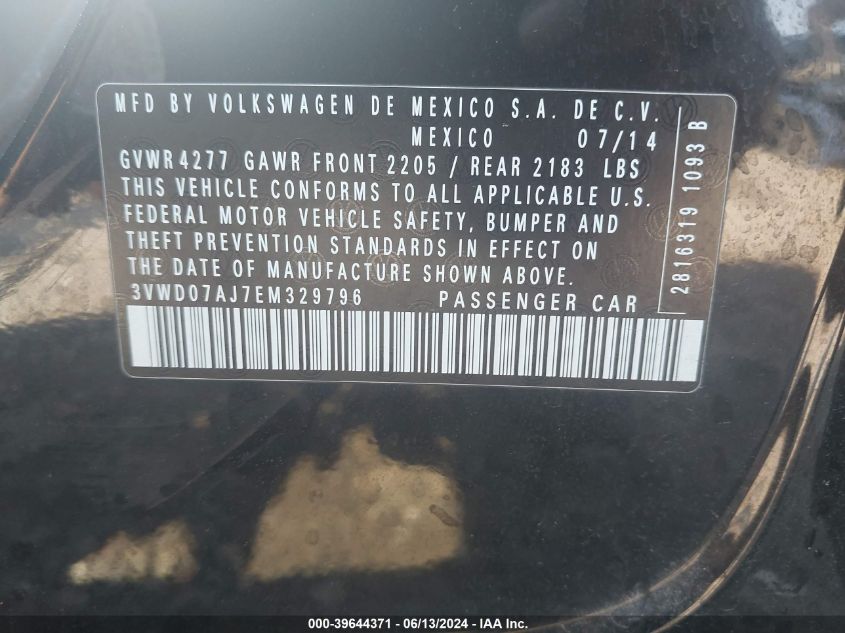 MFD BY VOLKSWAGEN DE MEXICO S.A. DE C.V.
MEXICO 07/14
GVWR 4277 GAWR FRONT 2205 / REAR 2183 LBS
THIS VEHICLE CONFORMS TO ALL APPLICABLE U.S.
FEDERAL MOTOR VEHICLE SAFETY, BUMPER AND
THEFT PREVENTION STANDARDS IN EFFECT ON
THE DATE OF MANUFACTURE SHOWN ABOVE.
3VWD07AJ7EM329796 PASSENGER CAR
2816319 1093 B
000-39644371 - 06/13/2024 - IAA Inc.